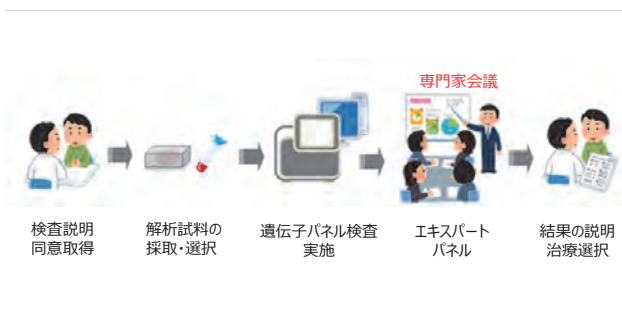 専門家会議
検査説明
同意取得
解析試料の
採取・選択
遺伝子パネル検査
実施
エキスパート
パネル
結果の説明
治療選択